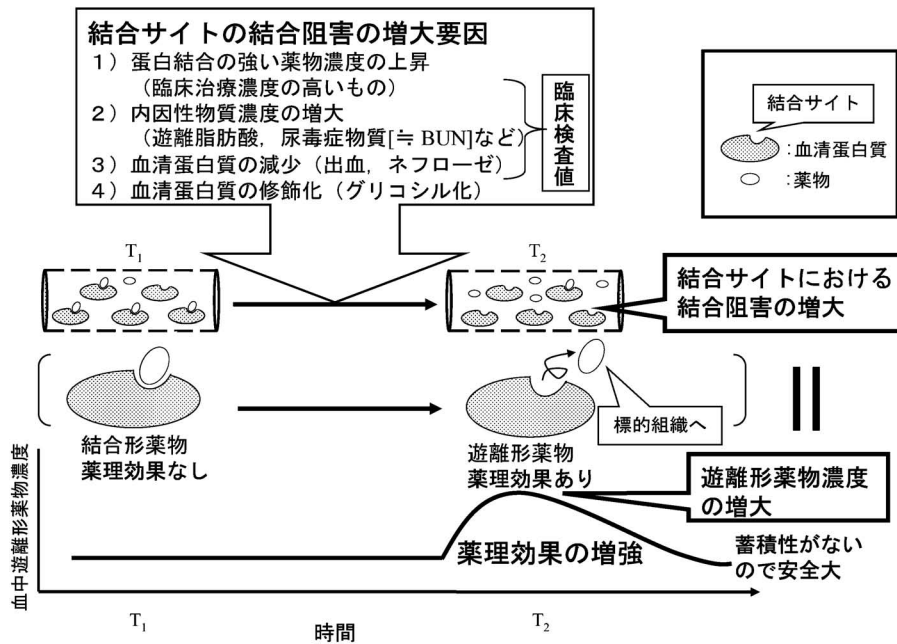 結合サイトの結合阻害の増大要因
1）蛋白結合の強い薬物濃度の上昇
（臨床治療濃度の高いもの）
2）内因性物質濃度の増大
（遊離脂肪酸，尿毒症物質[≒ BUN]など）
3）血清蛋白質の減少（出血，ネフローゼ）
4）血清蛋白質の修飾化（グリコシル化）
臨床検査値
結合サイト
:血清蛋白質
:薬物
T1
T2
結合サイトにおける
結合阻害の増大
標的組織へ
結合形薬物
薬理効果なし
遊離形薬物
薬理効果あり
遊離形薬物濃度
の増大
血中遊離形薬物濃度
薬理効果の増強
蓄積性がない
ので安全大
T1
時間
T2